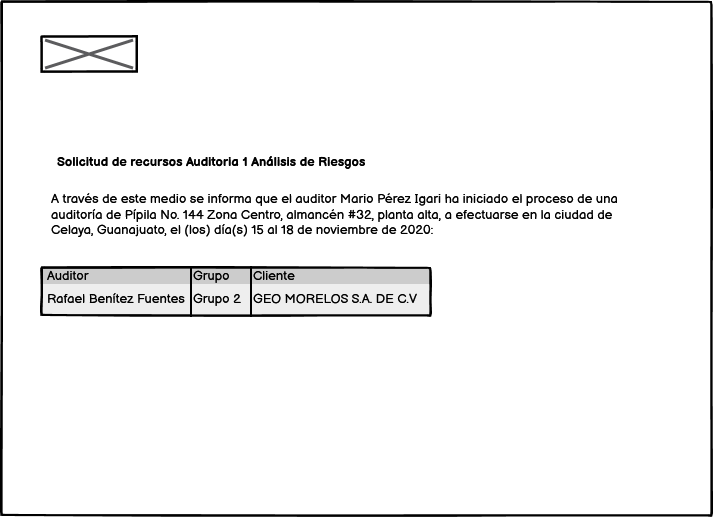 Solicitud de recursos Auditoria 1 Análisis de Riesgos
A través de este medio se informa que el auditor Mario Pérez Igari ha iniciado el proceso de una
auditoría de Pípila No. 144 Zona Centro, almancén #32, planta alta, a efectuarse en la ciudad de
Celaya, Guanajuato, el (los) día(s) 15 al 18 de noviembre de 2020:
Auditor Grupo Cliente
Rafael Benítez Fuentes Grupo 2 GEO MORELOS S.A. DE C.V